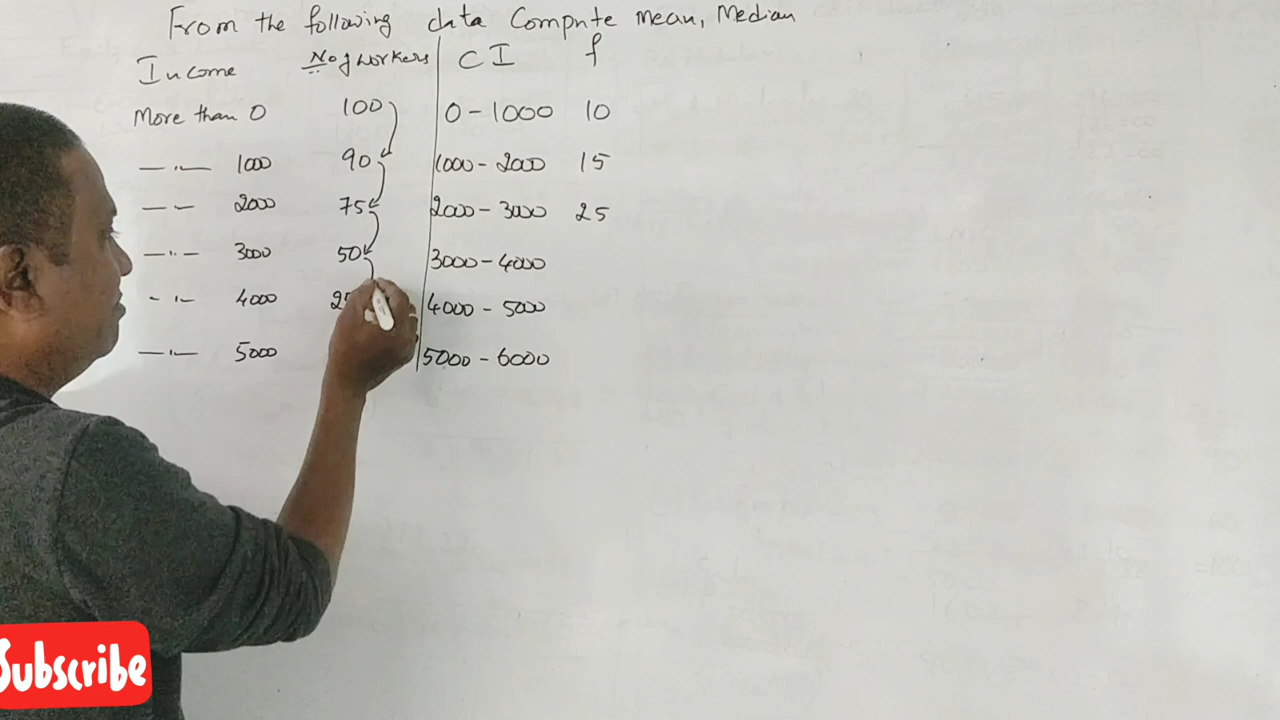 From the following data Compute Mean, Median
Income No of workers CI f
More than 0 100 0 - 1000 10
—"— 1000 90 1000 - 2000 15
—"— 2000 75 2000 - 3000 25
—"— 3000 50 3000 - 4000
—"— 4000 4000 - 5000
—"— 5000 5000 - 6000
Subscribe